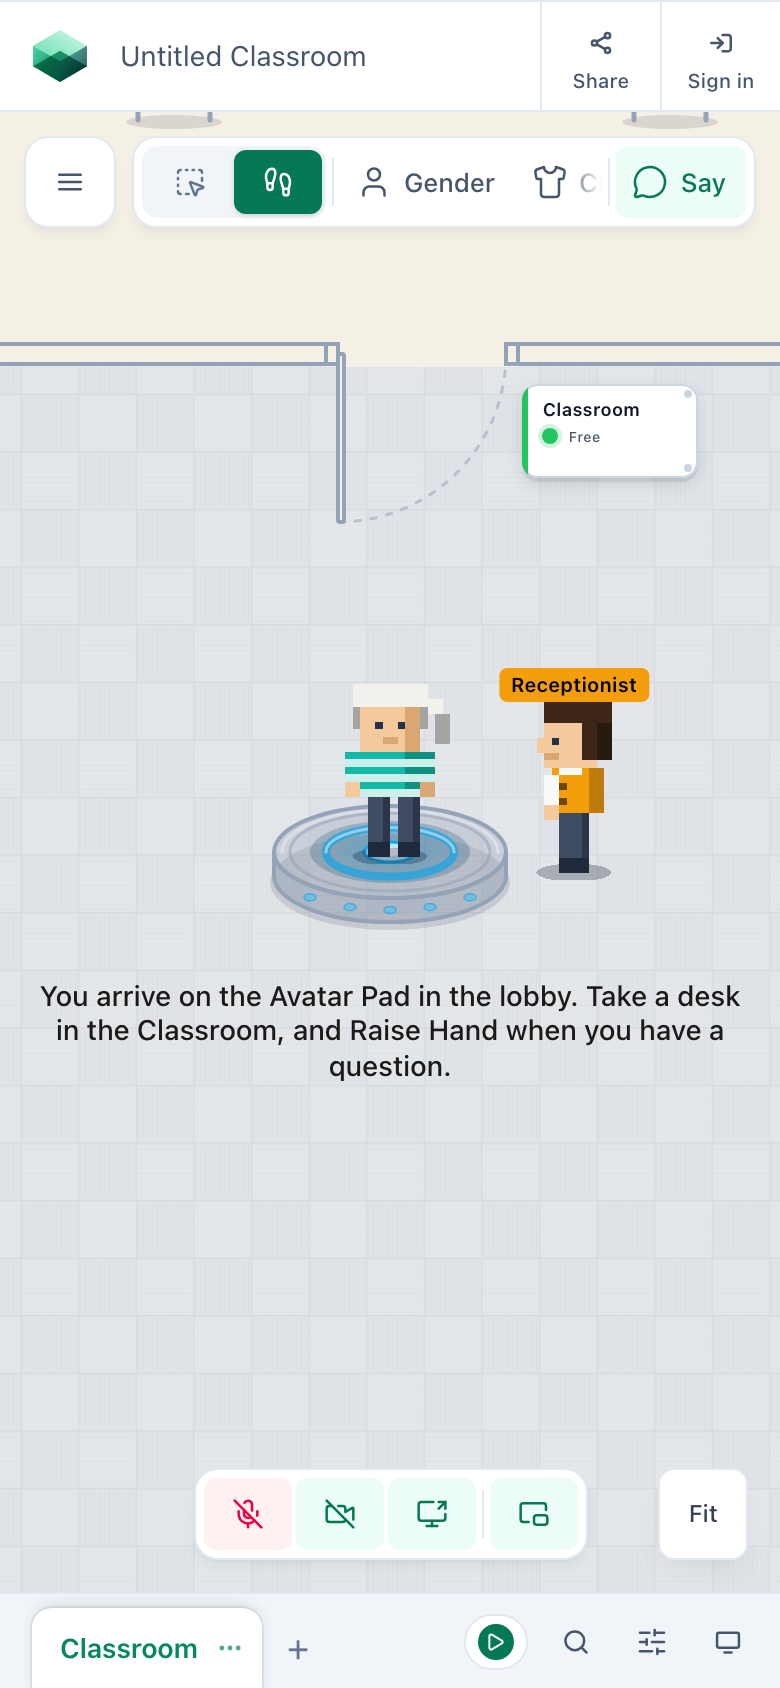 Untitled Classroom
Share
Sign in
Gender
C
Say
Classroom
Free
Receptionist
You arrive on the Avatar Pad in the lobby. Take a desk
in the Classroom, and Raise Hand when you have a
question.
Fit
Classroom